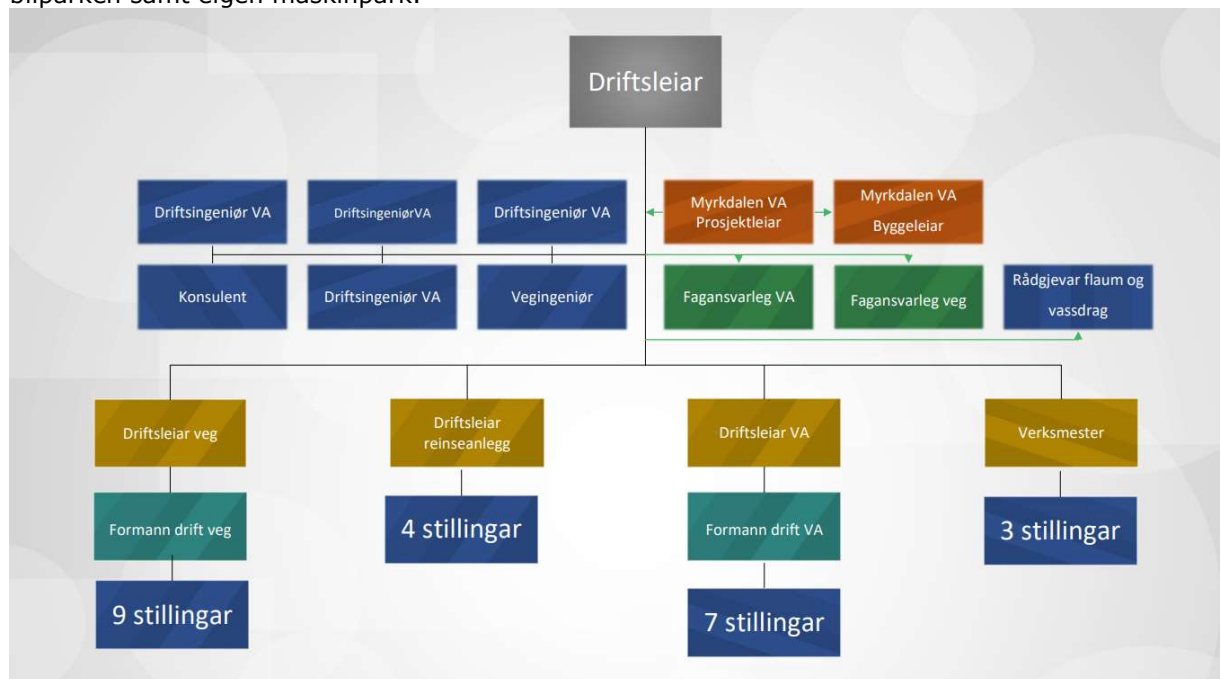 bilparken samt eigen maskinpark.
Driftsleiar
Driftsingeniør VA
DriftsingeniørVA
Driftsingeniør VA
Myrkdalen VA
Prosjektleiar
Myrkdalen VA
Byggeleiar
Konsulent
Driftsingeniør VA
Vegingeniør
Fagansvarleg VA
Fagansvarleg veg
Rådgjevar flaum og
vassdrag
Driftsleiar veg
Driftsleiar
reinseanlegg
Driftsleiar VA
Verksmester
Formann drift veg
4 stillingar
Formann drift VA
3 stillingar
9 stillingar
7 stillingar